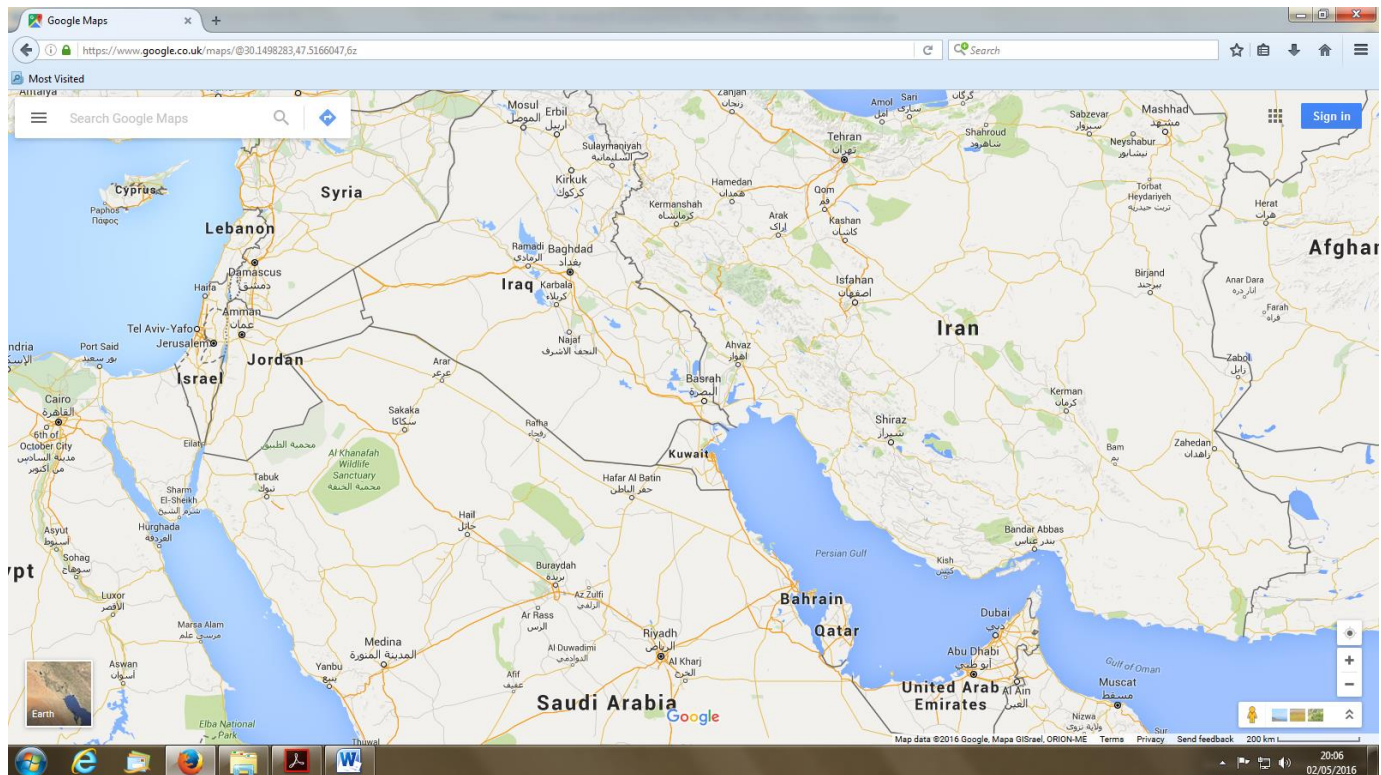 Google Maps
https://www.google.co.uk/maps/@30.1498283,47.5166047,6z
Search
Most Visited
Antalya
Search Google Maps
Sign in
Mosul
الموصل
Erbil
اربيل
Zanjan
زنجان
Amol
آمل
Sari
ساری
گرگان
Sabzevar
سبزوار
Mashhad
مشهد
Neyshabur
نیشابور
Shahroud
شاهرود
Tehran
تهران
Sulaymaniyah
السليمانية
Kirkuk
كركوك
Cyprus
Paphos
Πάφος
Syria
Lebanon
Hamedan
همدان
Kermanshah
کرمانشاه
Qom
قم
Arak
اراک
Kashan
کاشان
Torbat
Heydariyeh
تربت حیدریه
Herat
هرات
Afghan
Ramadi
الرمادي
Baghdad
بغداد
Iraq
Karbala
كربلاء
Damascus
دمشق
Haifa
Isfahan
اصفهان
Birjand
بیرجند
Anar Dara
انار دره
Farah
فراه
Amman
عمان
Tel Aviv-Yafo
Jerusalem
Jordan
Israel
ndria
Port Said
بور سعيد
Najaf
النجف الاشرف
Ahvaz
اهواز
Iran
Zabol
زابل
Arar
عرعر
Basrah
البصرة
Kerman
کرمان
Cairo
القاهرة
6th of
October City
مدينة السادس
من أكتوبر
Sakaka
سكاكا
Rafha
رفحاء
Shiraz
شیراز
Eilat
محمية الطبيق
Al Khanafah
Wildlife
Sanctuary
محمية الخنفة
Kuwait
Bam
بم
Zahedan
زاهدان
Tabuk
تبوك
Hafar Al Batin
حفر الباطن
Sharm
El-Sheikh
شرم الشيخ
Hurghada
الغردقة
Hail
حائل
Asyut
أسيوط
Sohag
سوهاج
ypt
Bandar Abbas
بندر عباس
Persian Gulf
Kish
کیش
Buraydah
بريدة
Az Zulfi
الزلفي
Luxor
الأقصر
Bahrain
Qatar
Dubai
دبي
Ar Rass
الرس
Marsa Alam
مرسى علم
Medina
المدينة المنورة
Riyadh
الرياض
Al Duwadimi
الدوادمي
Al Kharj
الخرج
Abu Dhabi
أبو ظبي
Gulf of Oman
Aswan
أسوان
Yanbu
ينبع
Afif
عفيف
Saudi Arabia
United Arab
Emirates
Al Ain
العين
Muscat
مسقط
Earth
Elba National
Park
Thuwal
Google
Nizwa
ولاية نزوى
Sur
Map data ©2016 Google, Mapa GISrael, ORION-ME Terms Privacy Send feedback 200 km
20:06
02/05/2016